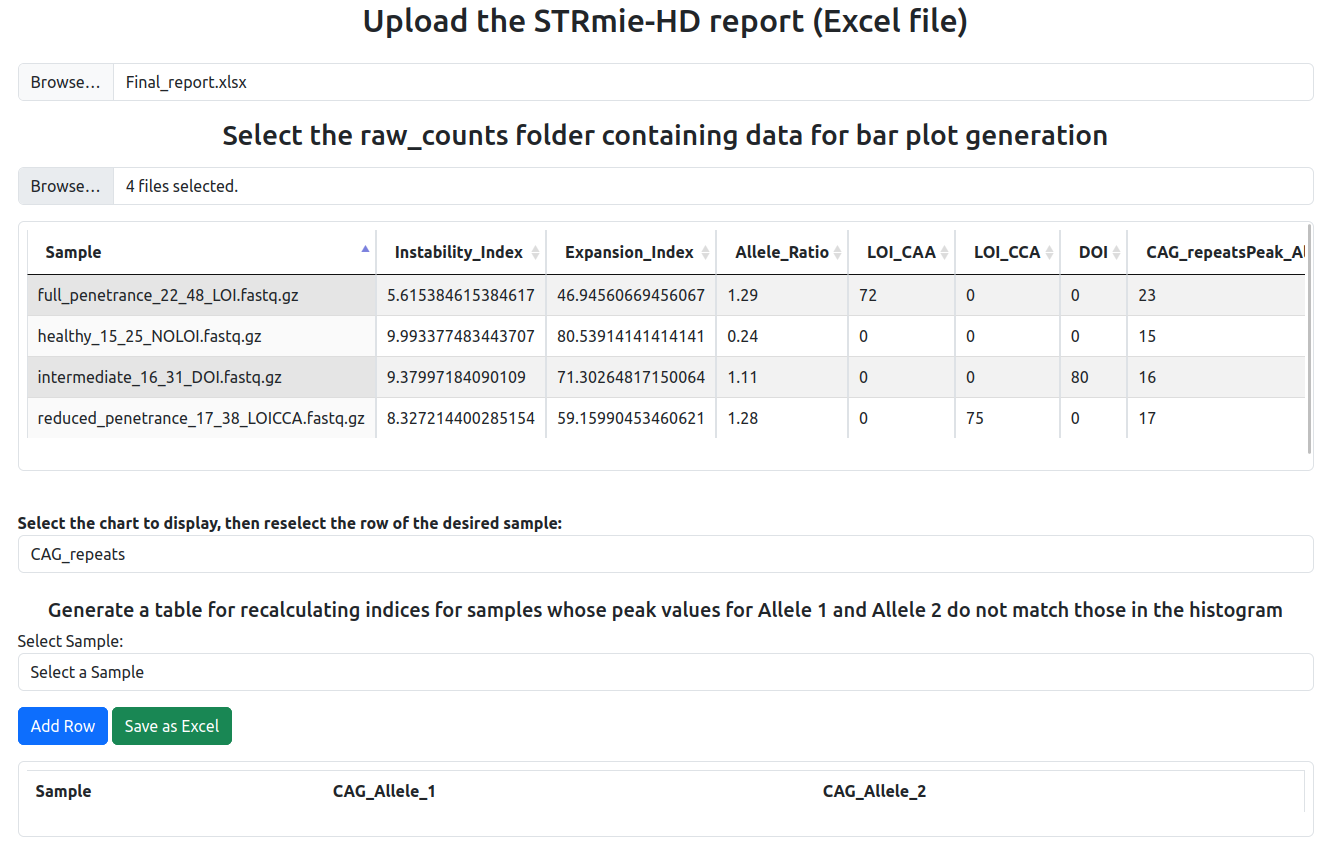 Upload the STRmie-HD report (Excel file)
Browse... Final_report.xlsx
Select the raw_counts folder containing data for bar plot generation
Browse... 4 files selected.
Sample Instability_Index Expansion_Index Allele_Ratio LOI_CAA LOI_CCA DOI CAG_repeatsPeak_Al
full_penetrance_22_48_LOI.fastq.gz 5.615384615384617 46.94560669456067 1.29 72 0 0 23
healthy_15_25_NOLOI.fastq.gz 9.993377483443707 80.53914141414141 0.24 0 0 0 15
intermediate_16_31_DOI.fastq.gz 9.37997184090109 71.30264817150064 1.11 0 0 80 16
reduced_penetrance_17_38_LOICCA.fastq.gz 8.327214400285154 59.15990453460621 1.28 0 75 0 17
Select the chart to display, then reselect the row of the desired sample:
CAG_repeats
Generate a table for recalculating indices for samples whose peak values for Allele 1 and Allele 2 do not match those in the histogram
Select Sample:
Select a Sample
Add Row Save as Excel
Sample CAG_Allele_1 CAG_Allele_2